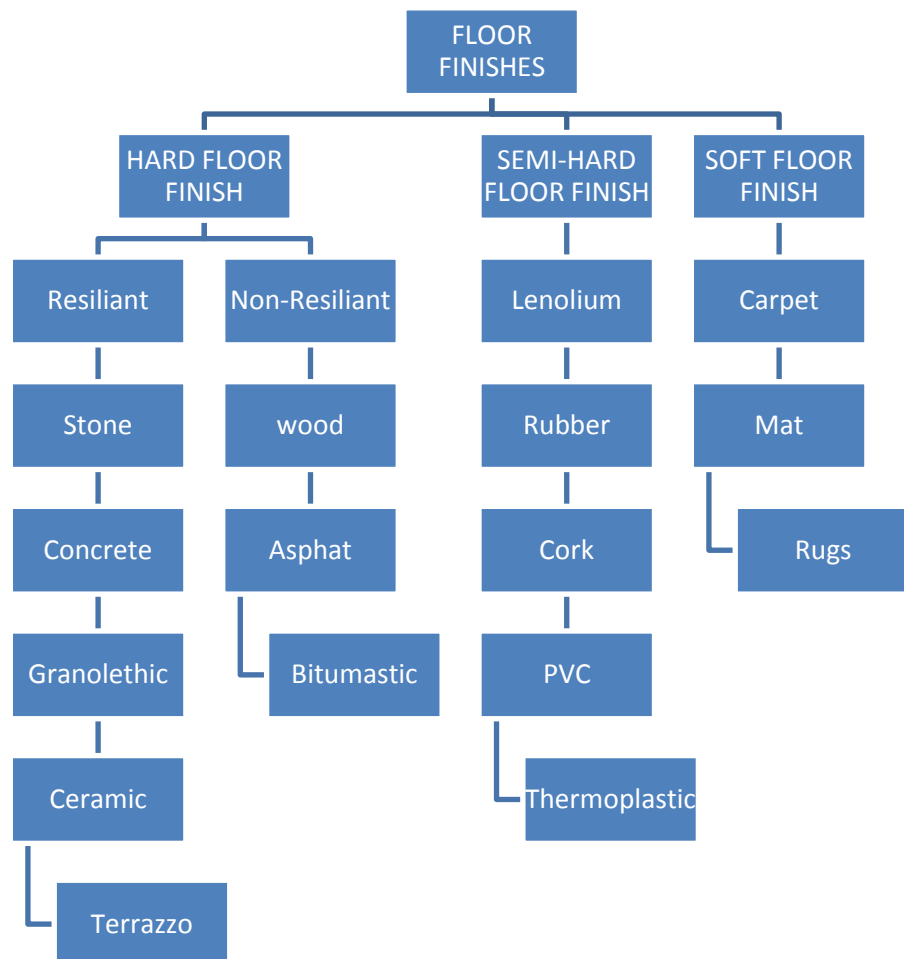 FLOOR
FINISHES
HARD FLOOR
FINISH
SEMI-HARD
FLOOR FINISH
SOFT FLOOR
FINISH
Resiliant
Non-Resiliant
Lenolium
Carpet
Stone
wood
Rubber
Mat
Concrete
Asphat
Cork
Rugs
Granolethic
Bitumastic
PVC
Ceramic
Thermoplastic
Terrazzo